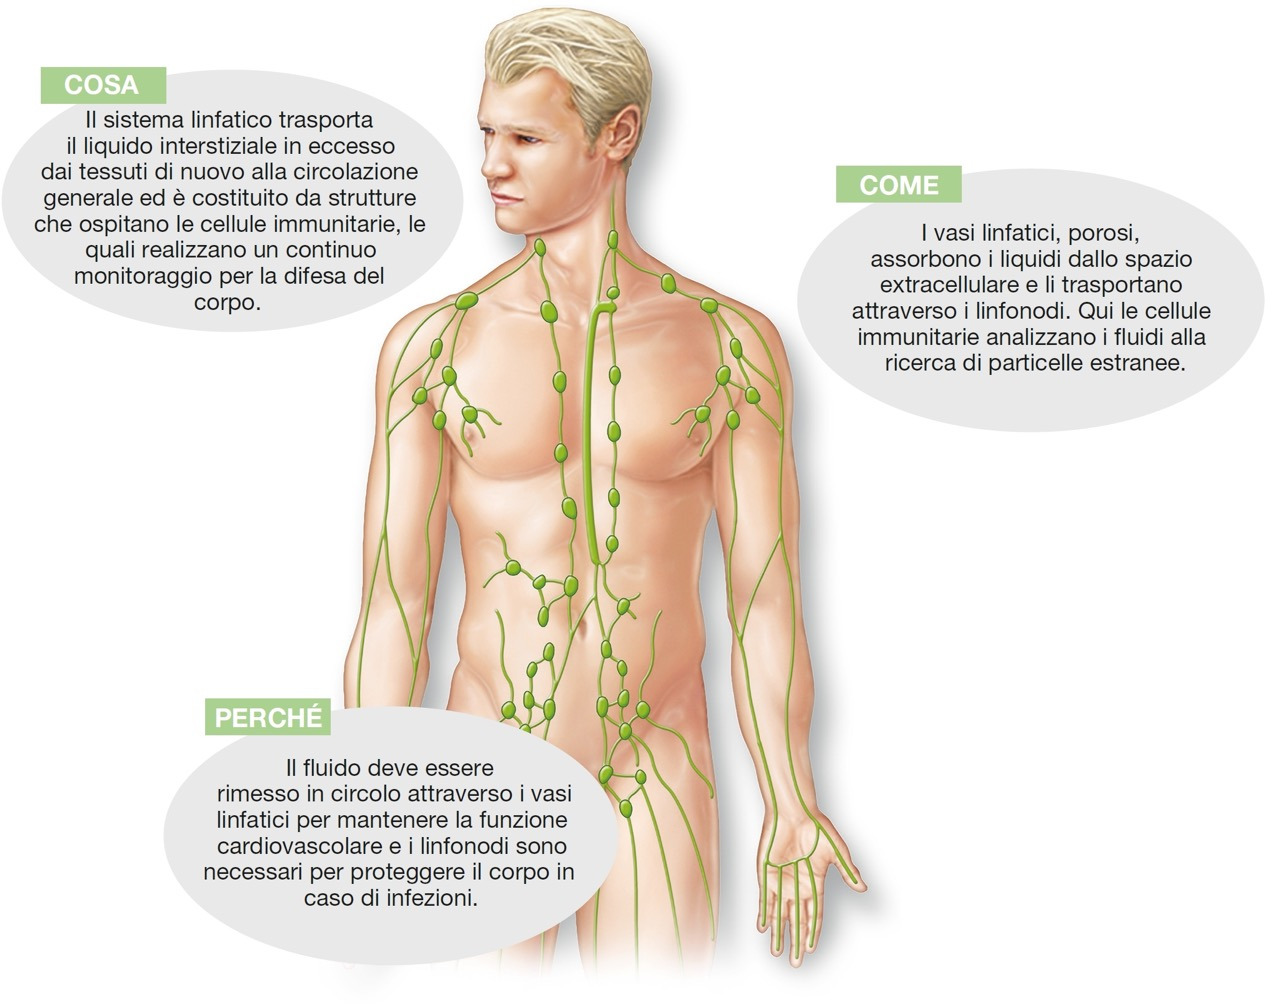 COSA
Il sistema linfatico trasporta
il liquido interstiziale in eccesso
dai tessuti di nuovo alla circolazione
generale ed è costituito da strutture
che ospitano le cellule immunitarie, le
quali realizzano un continuo
monitoraggio per la difesa del
corpo.
COME
I vasi linfatici, porosi,
assorbono i liquidi dallo spazio
extracellulare e li trasportano
attraverso i linfonodi. Qui le cellule
immunitarie analizzano i fluidi alla
ricerca di particelle estranee.
PERCHÉ
Il fluido deve essere
rimesso in circolo attraverso i vasi
linfatici per mantenere la funzione
cardiovascolare e i linfonodi sono
necessari per proteggere il corpo in
caso di infezioni.